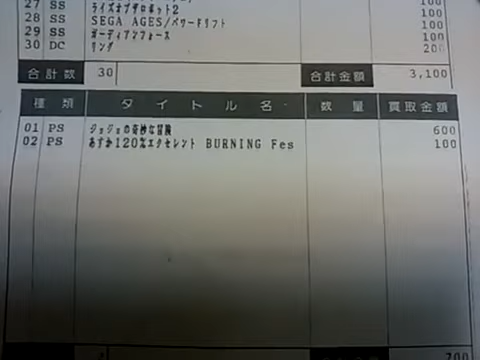 27 SS ライズオブザロボット2 100
28 SS SEGA AGES/パワードリフト 100
29 SS ガーディアンフォース 100
30 DC リング 200
合計数 30 合計金額 3,100
種類 タイトル名 数量 買取金額
01 PS ジョジョの奇妙な冒険 600
02 PS あすか120%エクセレント BURNING Fes 100
700